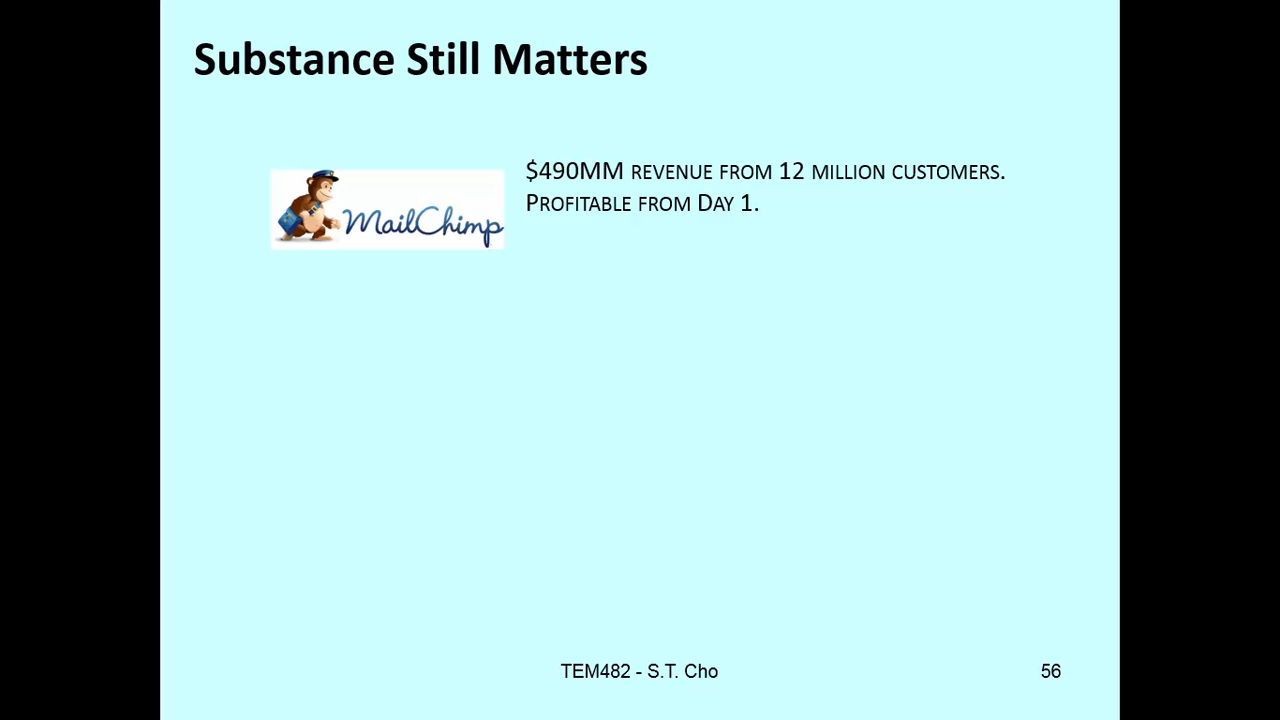 Substance Still Matters
MailChimp
$490MM REVENUE FROM 12 MILLION CUSTOMERS.
PROFITABLE FROM DAY 1.
TEM482 - S.T. Cho
56